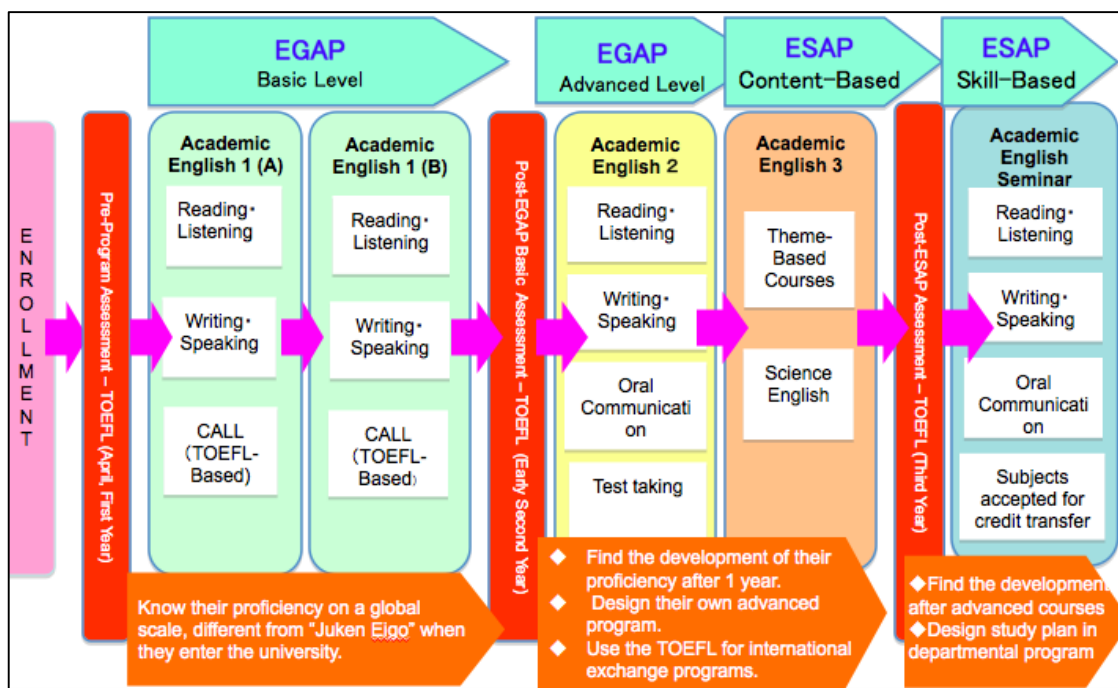 EGAP
Basic Level
EGAP
Advanced Level
ESAP
Content-Based
ESAP
Skill-Based
ENROLLMENT
Pre-Program Assessment – TOEFL (April, First Year)
Academic
English 1 (A)
Reading・
Listening
Writing・
Speaking
CALL
(TOEFL-
Based)
Academic
English 1 (B)
Reading・
Listening
Writing・
Speaking
CALL
(TOEFL-
Based)
Post-EGAP Basic Assessment – TOEFL (Early Second Year)
Academic
English 2
Reading・
Listening
Writing・
Speaking
Oral
Communicati
on
Test taking
Academic
English 3
Theme-
Based
Courses
Science
English
Post-ESAP Assessment – TOEFL (Third Year)
Academic
English
Seminar
Reading・
Listening
Writing・
Speaking
Oral
Communicati
on
Subjects
accepted for
credit transfer
Know their proficiency on a global
scale, different from “Juken Eigo” when
they enter the university.
◆ Find the development of their
proficiency after 1 year.
◆ Design their own advanced
program.
◆ Use the TOEFL for international
exchange programs.
◆Find the development
after advanced courses
◆Design study plan in
departmental program